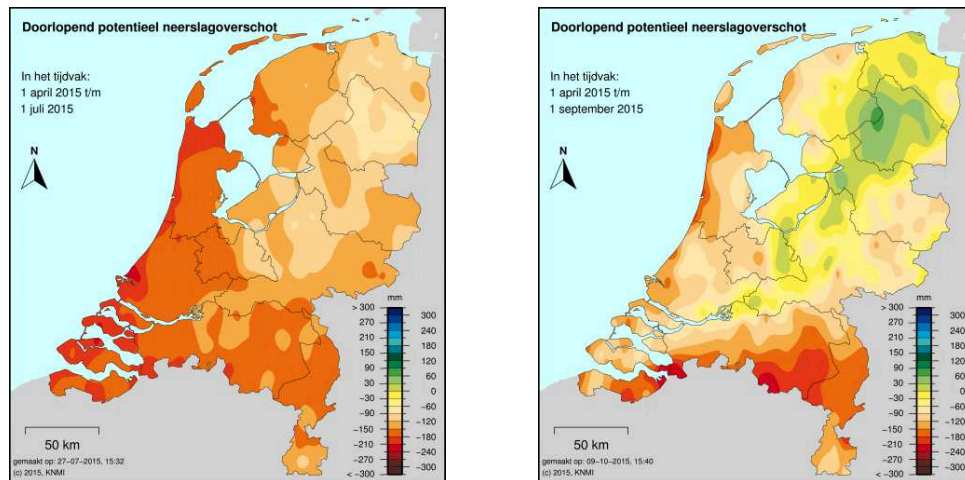 Doorlopend potentieel neerslagoverschot
In het tijdvak:
1 april 2015 t/m
1 juli 2015
N
mm
> 300
300
270
240
210
180
150
120
90
60
30
0
−30
−60
−90
−120
−150
−180
−210
−240
−270
−300
< −300
50 km
gemaakt op: 27−07−2015, 15:32
(c) 2015, KNMI
Doorlopend potentieel neerslagoverschot
In het tijdvak:
1 april 2015 t/m
1 september 2015
N
mm
> 300
300
270
240
210
180
150
120
90
60
30
0
−30
−60
−90
−120
−150
−180
−210
−240
−270
−300
< −300
50 km
gemaakt op: 09−10−2015, 15:40
(c) 2015, KNMI